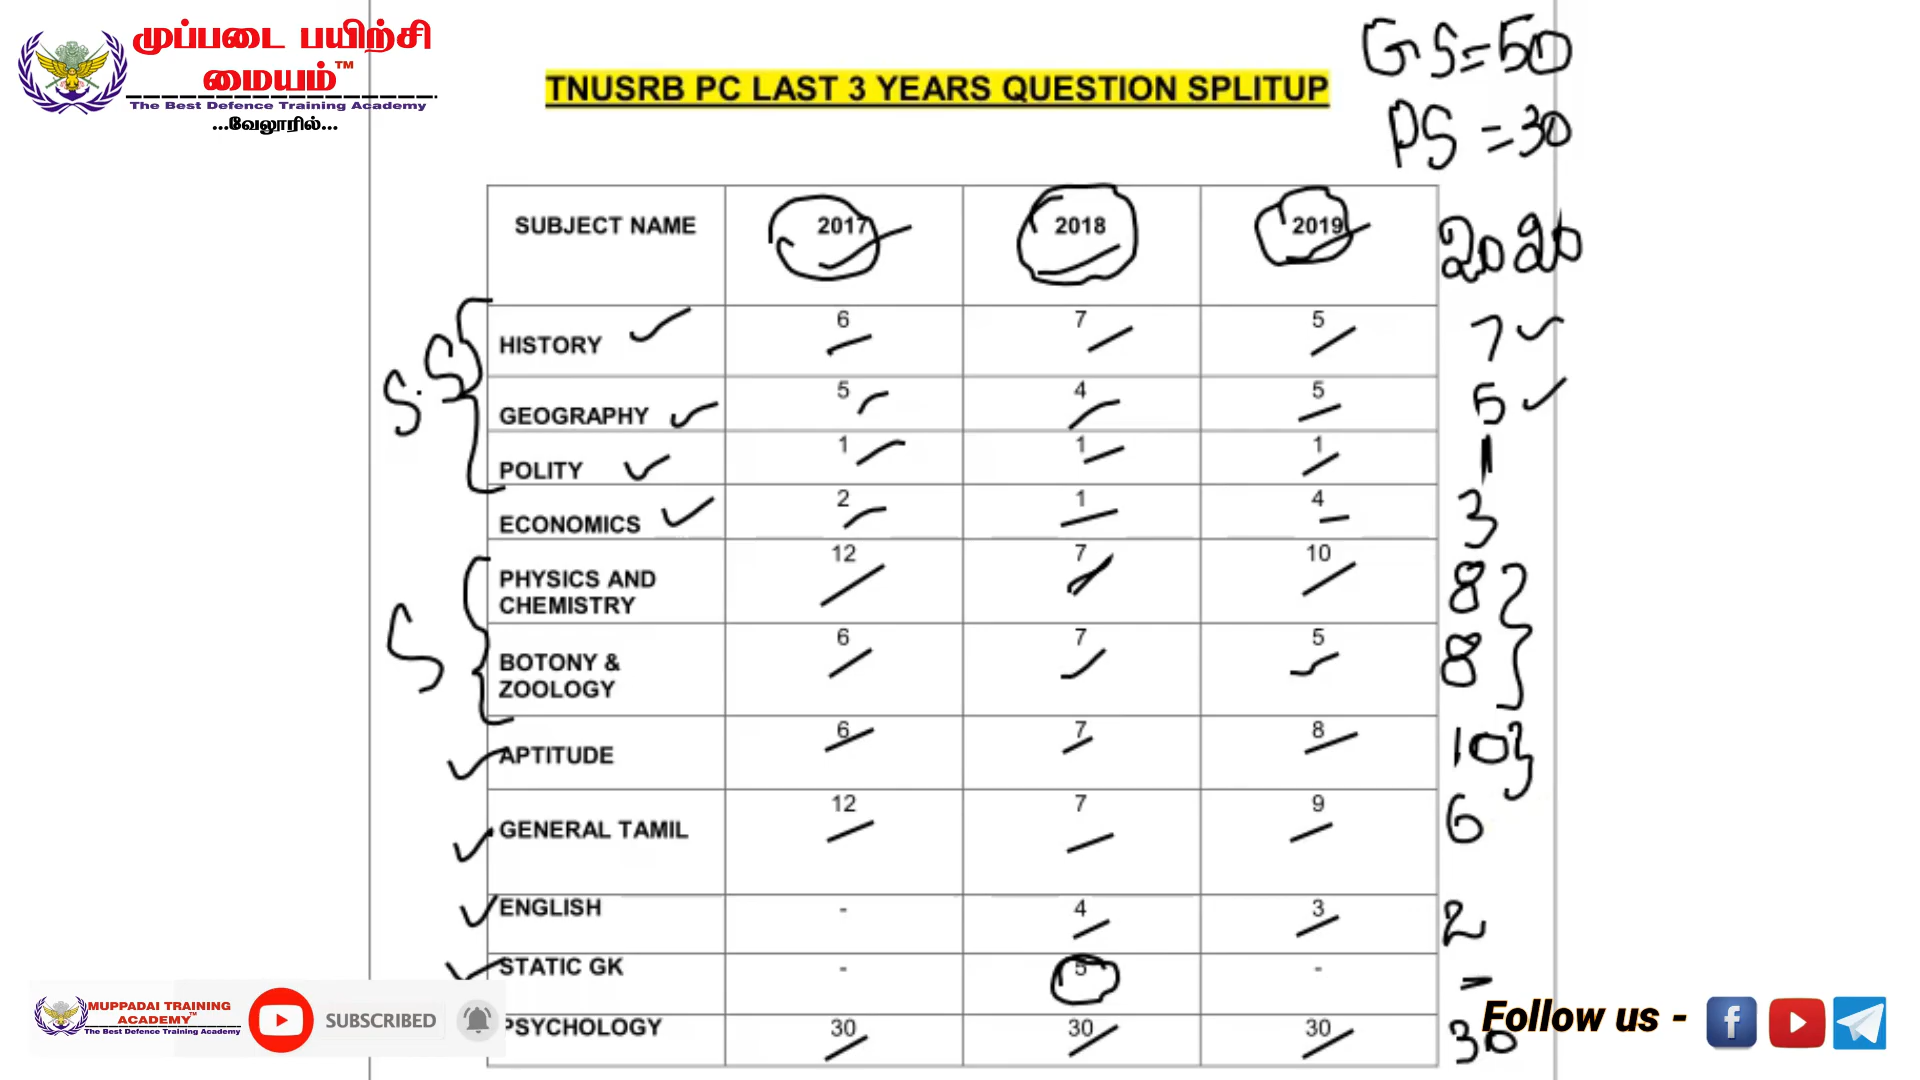 முப்படை பயிற்சி
மையம்™
The Best Defence Training Academy
...வேலூரில்...
TNUSRB PC LAST 3 YEARS QUESTION SPLITUP
GS=50
PS=30
SUBJECT NAME 2017 2018 2019 2020
S.S
HISTORY 6 7 5 7
GEOGRAPHY 5 4 5 5
POLITY 1 1 1 1
ECONOMICS 2 1 4 3
S
PHYSICS AND CHEMISTRY 12 7 10 8
BOTONY & ZOOLOGY 6 7 5 8
APTITUDE 6 7 8 10
GENERAL TAMIL 12 7 9 6
ENGLISH - 4 3 2
STATIC GK - 5 - -
PSYCHOLOGY 30 30 30 30
MUPPADAI TRAINING
ACADEMY™
The Best Defence Training Academy
SUBSCRIBED
Follow us -